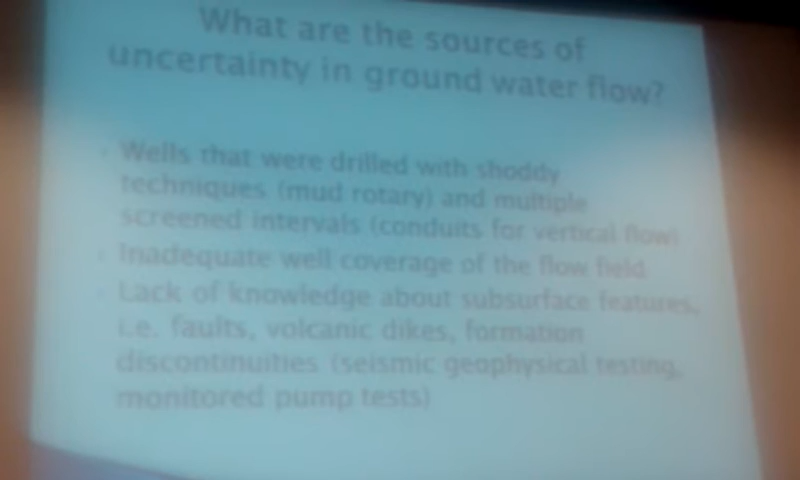 What are the sources of
uncertainty in ground water flow?
Wells that were drilled with shoddy
techniques (mud rotary) and multiple
screened intervals (conduits for vertical flow)
Inadequate well coverage of the flow field
Lack of knowledge about subsurface features,
i.e. faults, volcanic dikes, formation
discontinuities (seismic geophysical testing,
monitored pump tests)